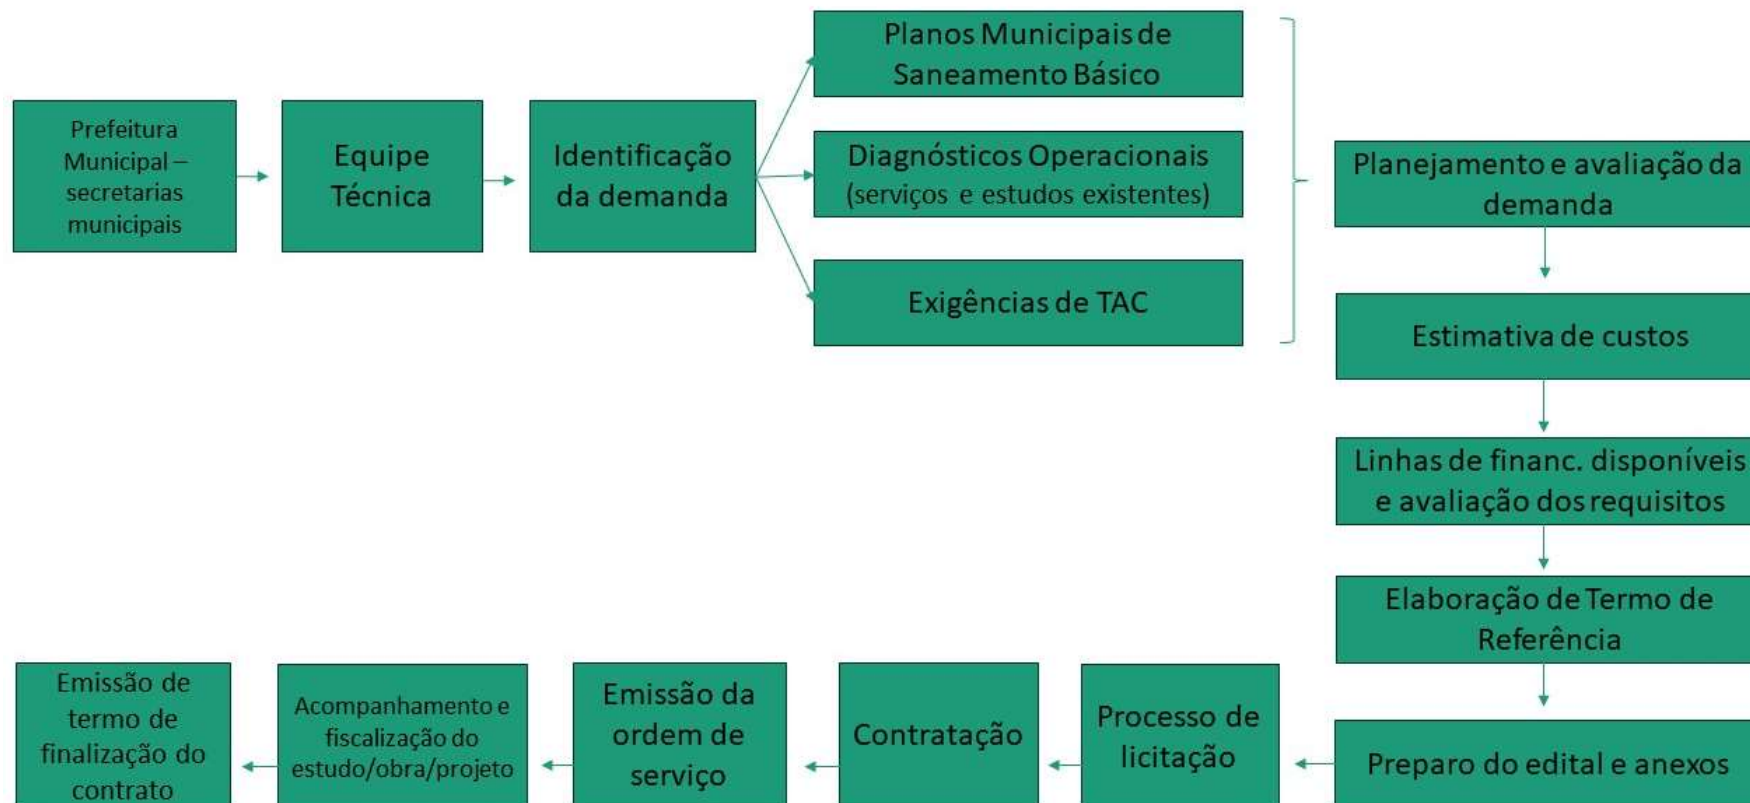 Prefeitura
Municipal –
secretarias
municipais
Equipe
Técnica
Identificação
da demanda
Planos Municipais de
Saneamento Básico
Diagnósticos Operacionais
(serviços e estudos existentes)
Exigências de TAC
Planejamento e avaliação da
demanda
Estimativa de custos
Linhas de financ. disponíveis
e avaliação dos requisitos
Elaboração de Termo de
Referência
Preparo do edital e anexos
Processo de
licitação
Contratação
Emissão da
ordem de
serviço
Acompanhamento e
fiscalização do
estudo/obra/projeto
Emissão de
termo de
finalização do
contrato